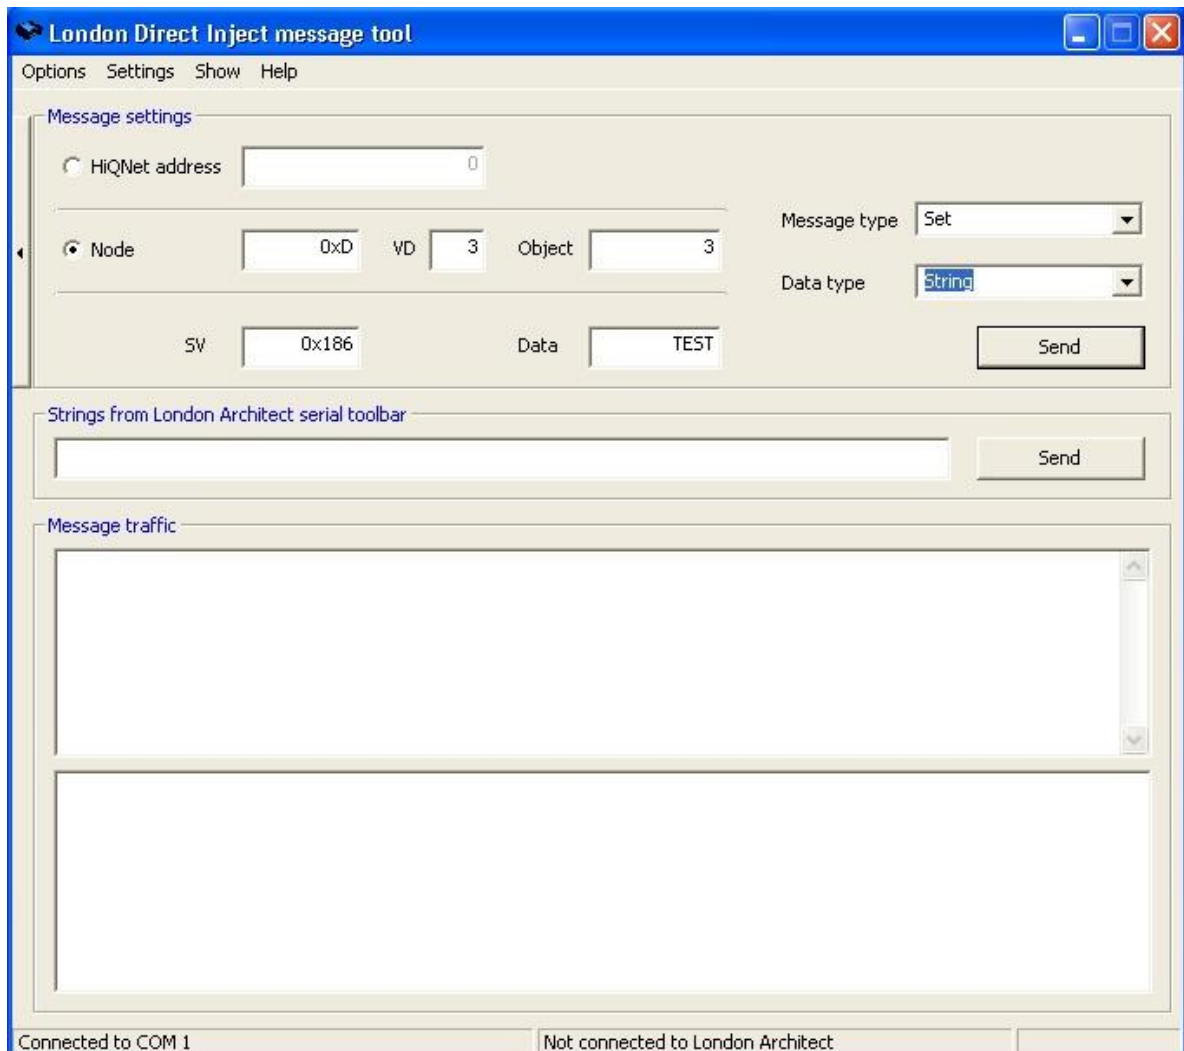 London Direct Inject message tool
Options Settings Show Help
Message settings
HiQNet address 0
Message type Set
Node 0xD VD 3 Object 3
Data type String
SV 0x186 Data TEST Send
Strings from London Architect serial toolbar
Send
Message traffic
Connected to COM 1 Not connected to London Architect